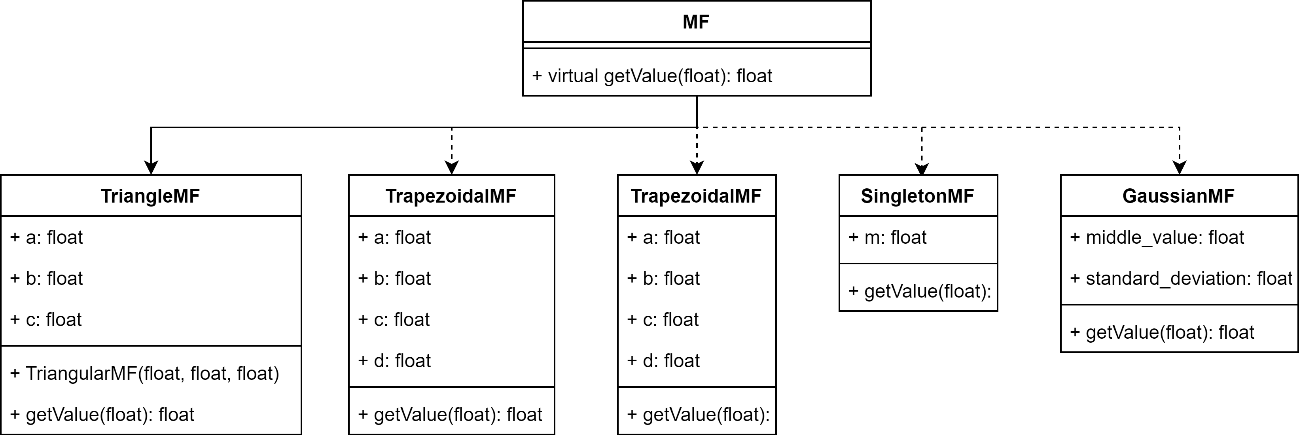 MF
+ virtual getValue(float): float
TriangleMF
+ a: float
+ b: float
+ c: float
+ TriangularMF(float, float, float)
+ getValue(float): float
TrapezoidalMF
+ a: float
+ b: float
+ c: float
+ d: float
+ getValue(float): float
TrapezoidalMF
+ a: float
+ b: float
+ c: float
+ d: float
+ getValue(float):
SingletonMF
+ m: float
+ getValue(float):
GaussianMF
+ middle_value: float
+ standard_deviation: float
+ getValue(float): float